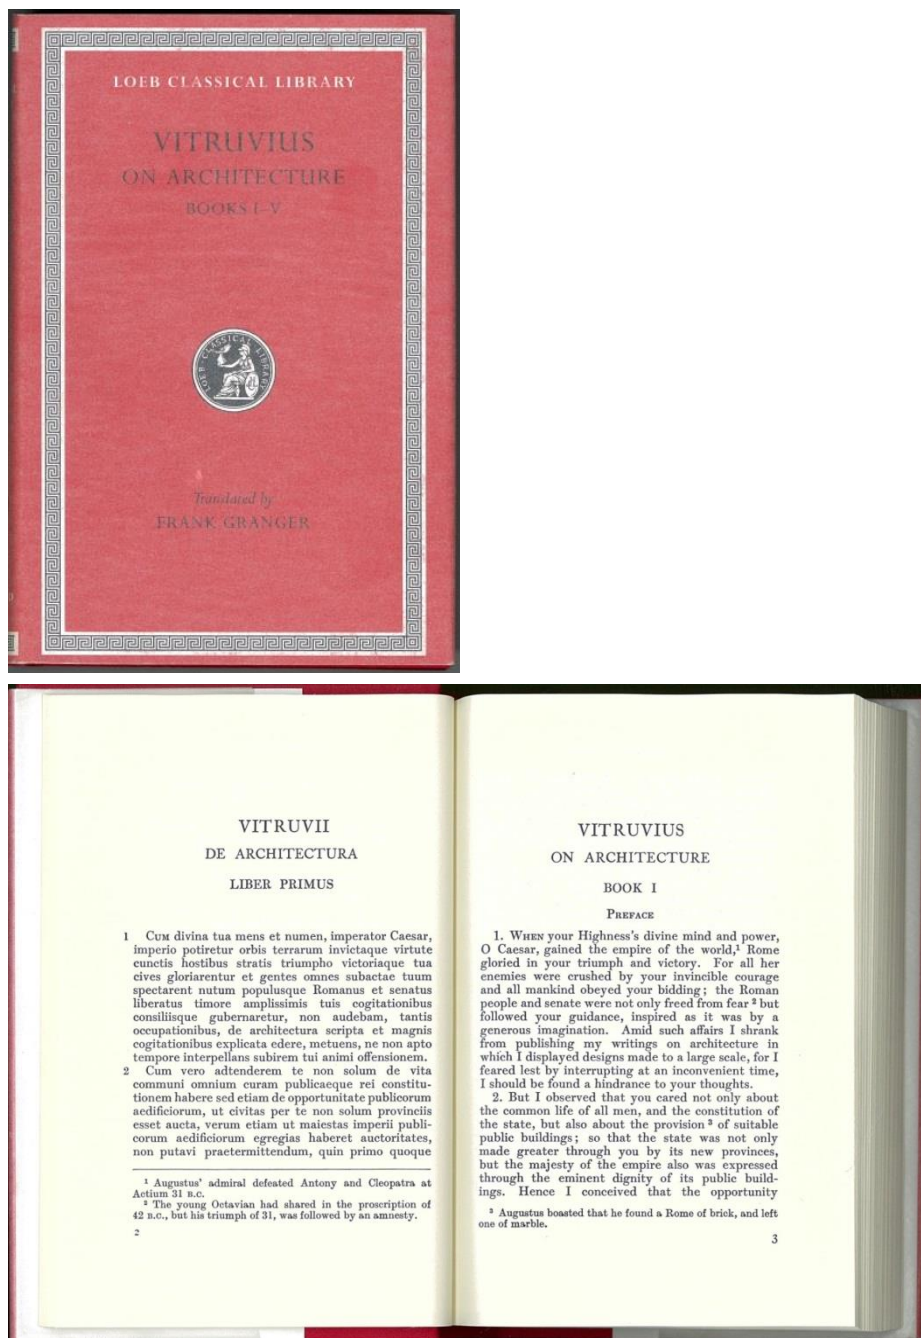 LOEB CLASSICAL LIBRARY
VITRUVIUS
ON ARCHITECTURE
BOOKS I–V
LOEB CLASSICAL LIBRARY
Translated by
FRANK GRANGER
VITRUVII
DE ARCHITECTURA
LIBER PRIMUS
1 CUM divina tua mens et numen, imperator Caesar,
imperio potiretur orbis terrarum invictaque virtute
cunctis hostibus stratis triumpho victoriaque tua
cives gloriarentur et gentes omnes subactae tuum
spectarent nutum populusque Romanus et senatus
liberatus timore amplissimis tuis cogitationibus
consiliisque gubernaretur, non audebam, tantis
occupationibus, de architectura scripta et magnis
cogitationibus explicata edere, metuens, ne non apto
tempore interpellans subirem tui animi offensionem.
2 Cum vero adtenderem te non solum de vita
communi omnium curam publicaeque rei constitu-
tionem habere sed etiam de opportunitate publicorum
aedificiorum, ut civitas per te non solum provinciis
esset aucta, verum etiam ut maiestas imperii publi-
corum aedificiorum egregias haberet auctoritates,
non putavi praetermittendum, quin primo quoque
¹ Augustus' admiral defeated Antony and Cleopatra at
Actium 31 B.C.
² The young Octavian had shared in the proscription of
42 B.C., but his triumph of 31, was followed by an amnesty.
2
VITRUVIUS
ON ARCHITECTURE
BOOK I
PREFACE
1. WHEN your Highness's divine mind and power,
O Caesar, gained the empire of the world,¹ Rome
gloried in your triumph and victory. For all her
enemies were crushed by your invincible courage
and all mankind obeyed your bidding; the Roman
people and senate were not only freed from fear ² but
followed your guidance, inspired as it was by a
generous imagination. Amid such affairs I shrank
from publishing my writings on architecture in
which I displayed designs made to a large scale, for I
feared lest by interrupting at an inconvenient time,
I should be found a hindrance to your thoughts.
2. But I observed that you cared not only about
the common life of all men, and the constitution of
the state, but also about the provision ³ of suitable
public buildings; so that the state was not only
made greater through you by its new provinces,
but the majesty of the empire also was expressed
through the eminent dignity of its public build-
ings. Hence I conceived that the opportunity
³ Augustus boasted that he found a Rome of brick, and left
one of marble.
3